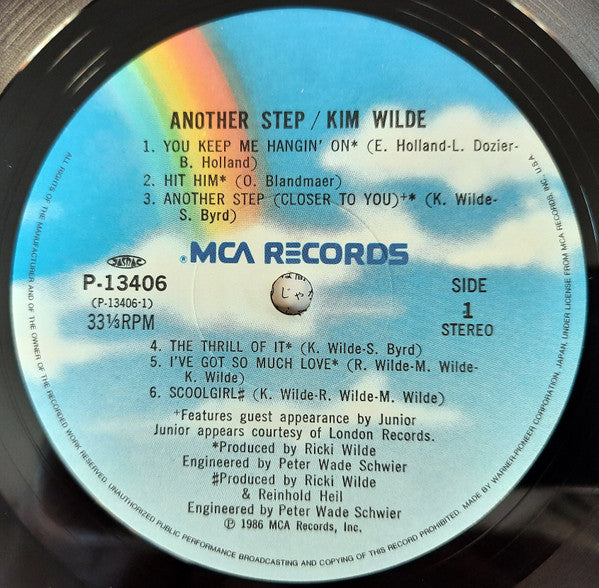 ANOTHER STEP / KIM WILDE
1. YOU KEEP ME HANGIN' ON* (E. Holland-L. Dozier-
B. Holland)
2. HIT HIM* (O. Blandmaer)
3. ANOTHER STEP (CLOSER TO YOU)+* (K. Wilde-
S. Byrd)
®MCA RECORDS
JASRAC
P-13406
(P-13406-1)
33⅓RPM
じゃ
SIDE
1
STEREO
4. THE THRILL OF IT* (K. Wilde-S. Byrd)
5. I'VE GOT SO MUCH LOVE* (R. Wilde-M. Wilde-
K. Wilde)
6. SCOOLGIRL♯ (K. Wilde-R. Wilde-M. Wilde)
+Features guest appearance by Junior
Junior appears courtesy of London Records.
*Produced by Ricki Wilde
Engineered by Peter Wade Schwier
♯Produced by Ricki Wilde
& Reinhold Heil
Engineered by Peter Wade Schwier
℗ 1986 MCA Records, Inc.
ALL RIGHTS OF THE MANUFACTURER AND OF THE OWNER OF THE RECORDED WORK RESERVED. UNAUTHORIZED PUBLIC PERFORMANCE BROADCASTING AND COPYING OF THIS RECORD PROHIBITED. MADE BY WARNER-PIONEER CORPORATION, JAPAN, UNDER LICENSE FROM MCA RECORDS, INC., U.S.A.